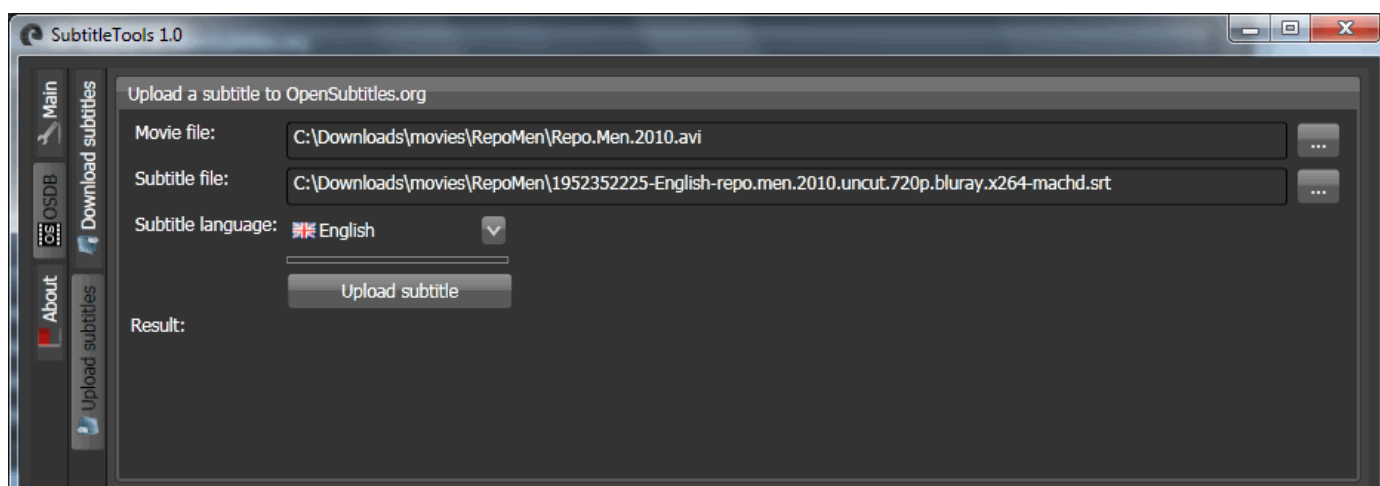 SubtitleTools 1.0
Main
OSDB
About
Download subtitles
Upload subtitles
Upload a subtitle to OpenSubtitles.org
Movie file: C:\Downloads\movies\RepoMen\Repo.Men.2010.avi ...
Subtitle file: C:\Downloads\movies\RepoMen\1952352225-English-repo.men.2010.uncut.720p.bluray.x264-machd.srt ...
Subtitle language: English
Upload subtitle
Result: